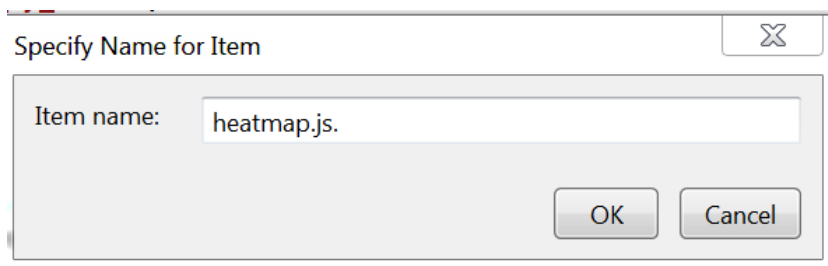 Specify Name for Item
Item name:
heatmap.js.
OK
Cancel